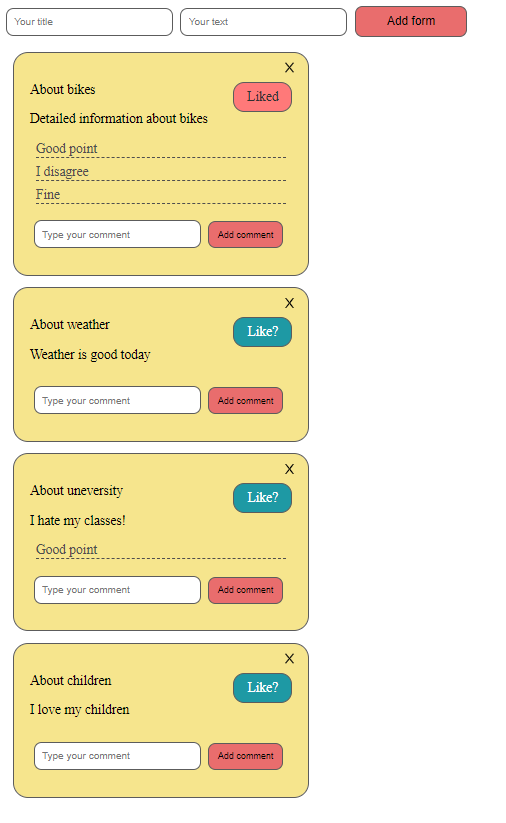 Your title Your text Add form
X
About bikes Liked
Detailed information about bikes
Good point
I disagree
Fine
Type your comment Add comment
X
About weather Like?
Weather is good today
Type your comment Add comment
X
About uneversity Like?
I hate my classes!
Good point
Type your comment Add comment
X
About children Like?
I love my children
Type your comment Add comment